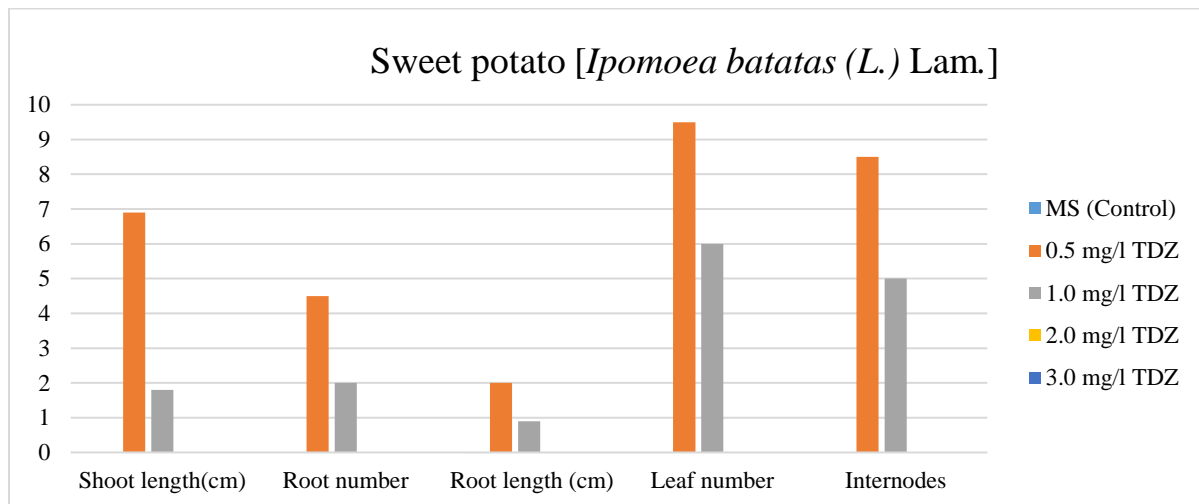 Sweet potato [Ipomoea batatas (L.) Lam.]
10
9
8
7
6
5
4
3
2
1
0
Shoot length(cm)
Root number
Root length (cm)
Leaf number
Internodes
MS (Control)
0.5 mg/l TDZ
1.0 mg/l TDZ
2.0 mg/l TDZ
3.0 mg/l TDZ